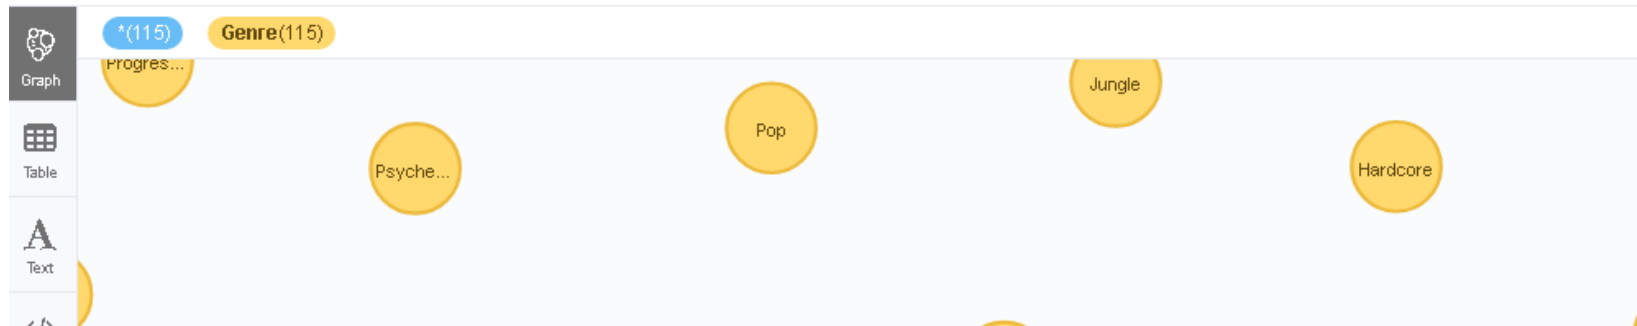 *(115) Genre(115)
Graph
Progres...
Jungle
Pop
Psyche...
Hardcore
Table
A
Text
</>